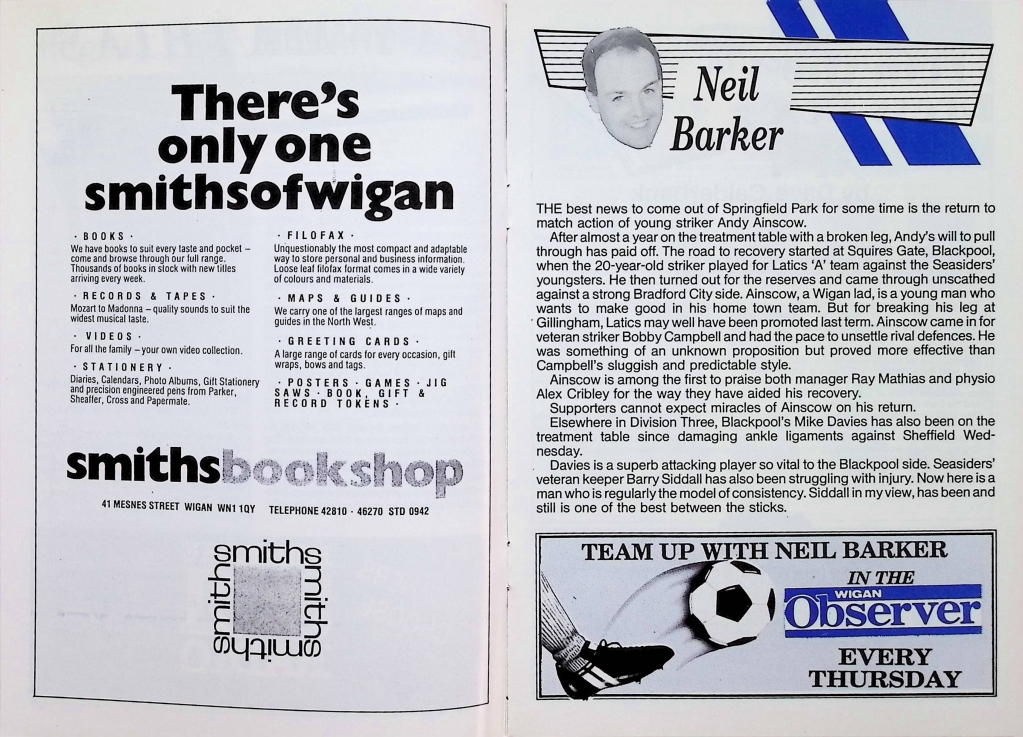 There's
only one
smithsofwigan
· BOOKS ·
We have books to suit every taste and pocket –
come and browse through our full range.
Thousands of books in stock with new titles
arriving every week.
· RECORDS & TAPES ·
Mozart to Madonna – quality sounds to suit the
widest musical taste.
· VIDEOS ·
For all the family – your own video collection.
· STATIONERY ·
Diaries, Calendars, Photo Albums, Gift Stationery
and precision engineered pens from Parker,
Sheaffer, Cross and Papermate.
· FILOFAX ·
Unquestionably the most compact and adaptable
way to store personal and business information.
Loose leaf filofax format comes in a wide variety
of colours and materials.
· MAPS & GUIDES ·
We carry one of the largest ranges of maps and
guides in the North West.
· GREETING CARDS ·
A large range of cards for every occasion, gift
wraps, bows and tags.
· POSTERS · GAMES · JIG
SAWS · BOOK, GIFT &
RECORD TOKENS ·
smithsbookshop
41 MESNES STREET WIGAN WN1 1QY TELEPHONE 42810 · 46270 STD 0942
smiths
smiths
smiths
smiths
Neil
Barker
THE best news to come out of Springfield Park for some time is the return to
match action of young striker Andy Ainscow.
After almost a year on the treatment table with a broken leg, Andy's will to pull
through has paid off. The road to recovery started at Squires Gate, Blackpool,
when the 20-year-old striker played for Latics 'A' team against the Seasiders'
youngsters. He then turned out for the reserves and came through unscathed
against a strong Bradford City side. Ainscow, a Wigan lad, is a young man who
wants to make good in his home town team. But for breaking his leg at
Gillingham, Latics may well have been promoted last term. Ainscow came in for
veteran striker Bobby Campbell and had the pace to unsettle rival defences. He
was something of an unknown proposition but proved more effective than
Campbell's sluggish and predictable style.
Ainscow is among the first to praise both manager Ray Mathias and physio
Alex Cribley for the way they have aided his recovery.
Supporters cannot expect miracles of Ainscow on his return.
Elsewhere in Division Three, Blackpool's Mike Davies has also been on the
treatment table since damaging ankle ligaments against Sheffield Wed-
nesday.
Davies is a superb attacking player so vital to the Blackpool side. Seasiders'
veteran keeper Barry Siddall has also been struggling with injury. Now here is a
man who is regularly the model of consistency. Siddall in my view, has been and
still is one of the best between the sticks.
TEAM UP WITH NEIL BARKER
IN THE
WIGAN
Observer
EVERY
THURSDAY